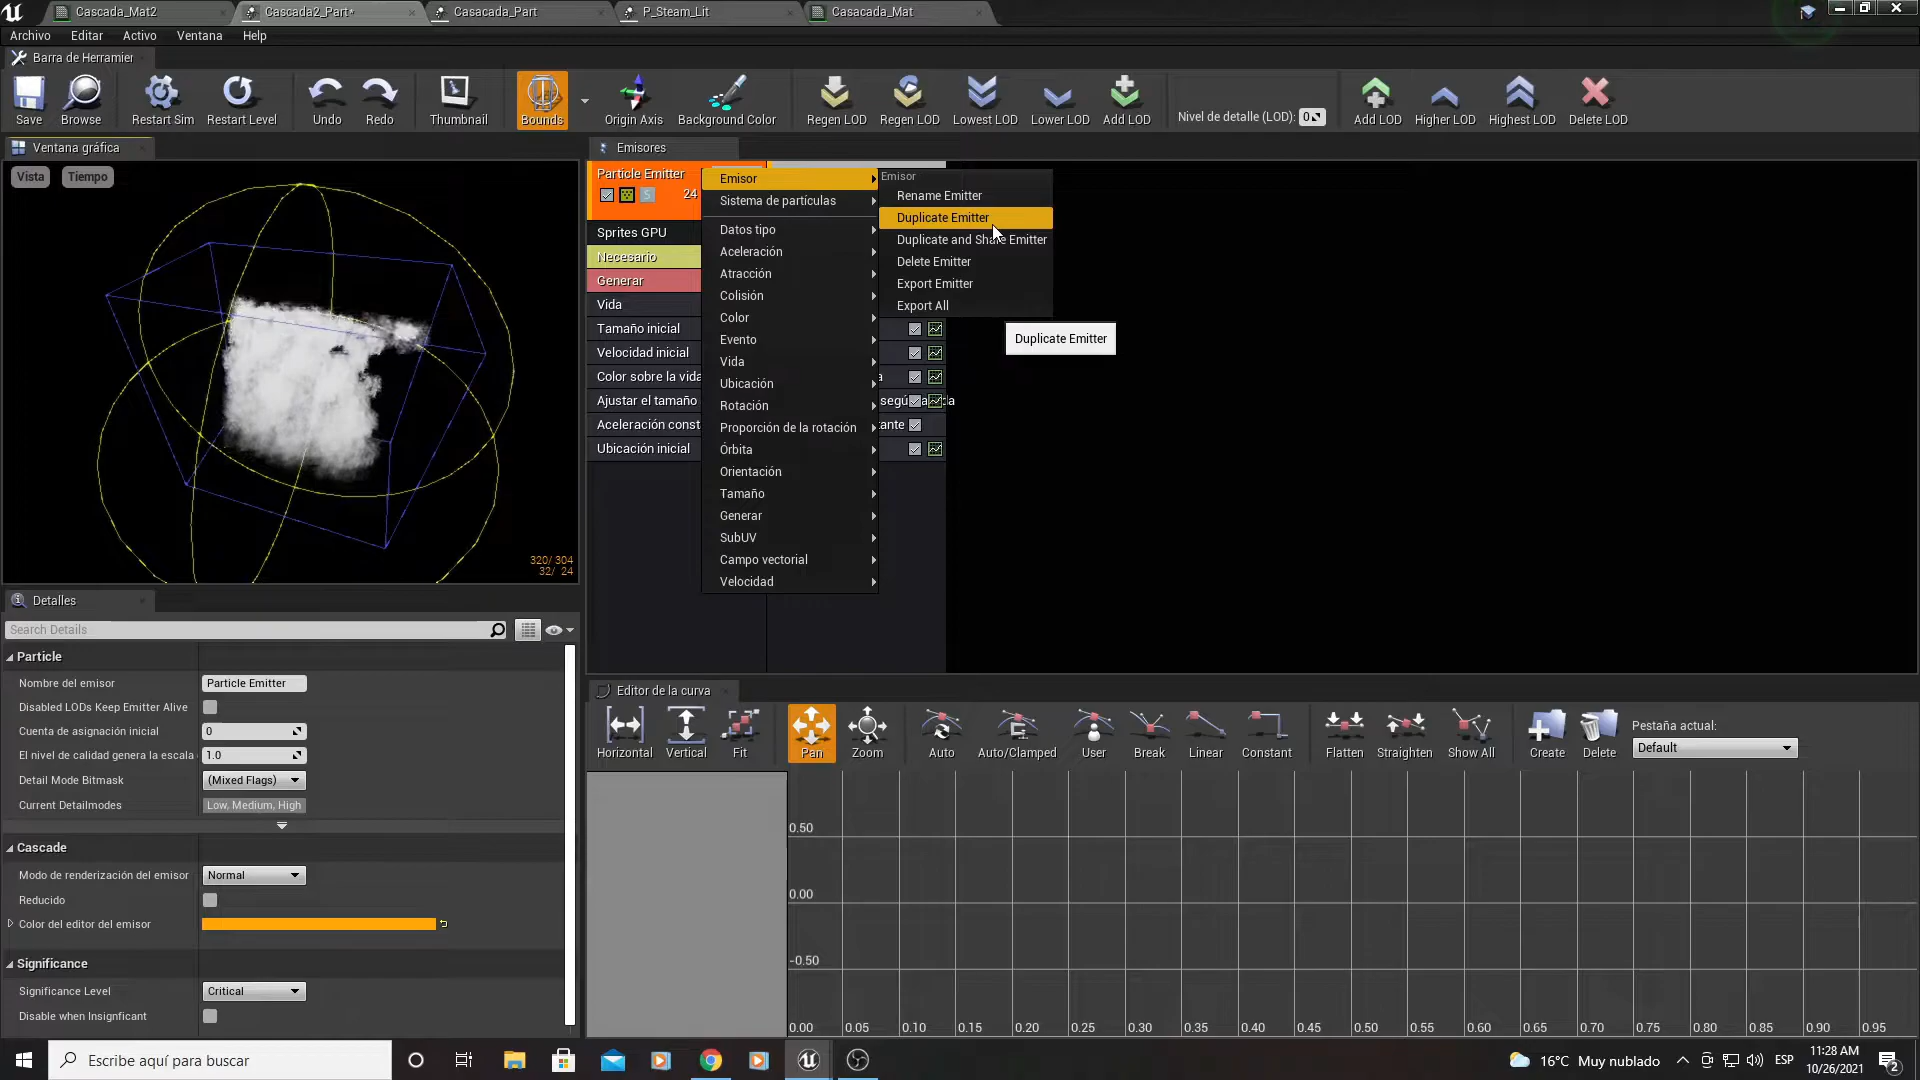 Cascada_Mat2
Cascada2_Part*
Casacada_Part
P_Steam_Lit
Casacada_Mat
Archivo
Editar
Activo
Ventana
Help
Barra de Herramier
Save
Browse
Restart Sim
Restart Level
Undo
Redo
Thumbnail
Bounds
Origin Axis
Background Color
Regen LOD
Regen LOD
Lowest LOD
Lower LOD
Add LOD
Nivel de detalle (LOD):
0
Add LOD
Higher LOD
Highest LOD
Delete LOD
Ventana gráfica
Vista
Tiempo
320/ 304
32/ 24
Emisores
Particle Emitter
24
Sprites GPU
Necesario
Generar
Vida
Tamaño inicial
Velocidad inicial
Color sobre la vida
a
Ajustar el tamaño
Aceleración const
ante
Ubicación inicial
Emisor
Sistema de partículas
Datos tipo
Aceleración
Atracción
Colisión
Color
Evento
Vida
Ubicación
Rotación
Proporción de la rotación
Órbita
Orientación
Tamaño
Generar
SubUV
Campo vectorial
Velocidad
Emisor
Rename Emitter
Duplicate Emitter
Duplicate and Share Emitter
Delete Emitter
Export Emitter
Export All
Duplicate Emitter
Detalles
Search Details
Particle
Nombre del emisor
Particle Emitter
Disabled LODs Keep Emitter Alive
Cuenta de asignación inicial
0
El nivel de calidad genera la escala
1.0
Detail Mode Bitmask
(Mixed Flags)
Current Detailmodes
Low, Medium, High
Cascade
Modo de renderización del emisor
Normal
Reducido
Color del editor del emisor
Significance
Significance Level
Critical
Disable when Insignficant
Editor de la curva
Horizontal
Vertical
Fit
Pan
Zoom
Auto
Auto/Clamped
User
Break
Linear
Constant
Flatten
Straighten
Show All
Create
Delete
Pestaña actual:
Default
0.50
0.00
-0.50
0.00 0.05 0.10 0.15 0.20 0.25 0.30 0.35 0.40 0.45 0.50 0.55 0.60 0.65 0.70 0.75 0.80 0.85 0.90 0.95
Escribe aquí para buscar
16°C Muy nublado
ESP
11:28 AM
10/26/2021
2